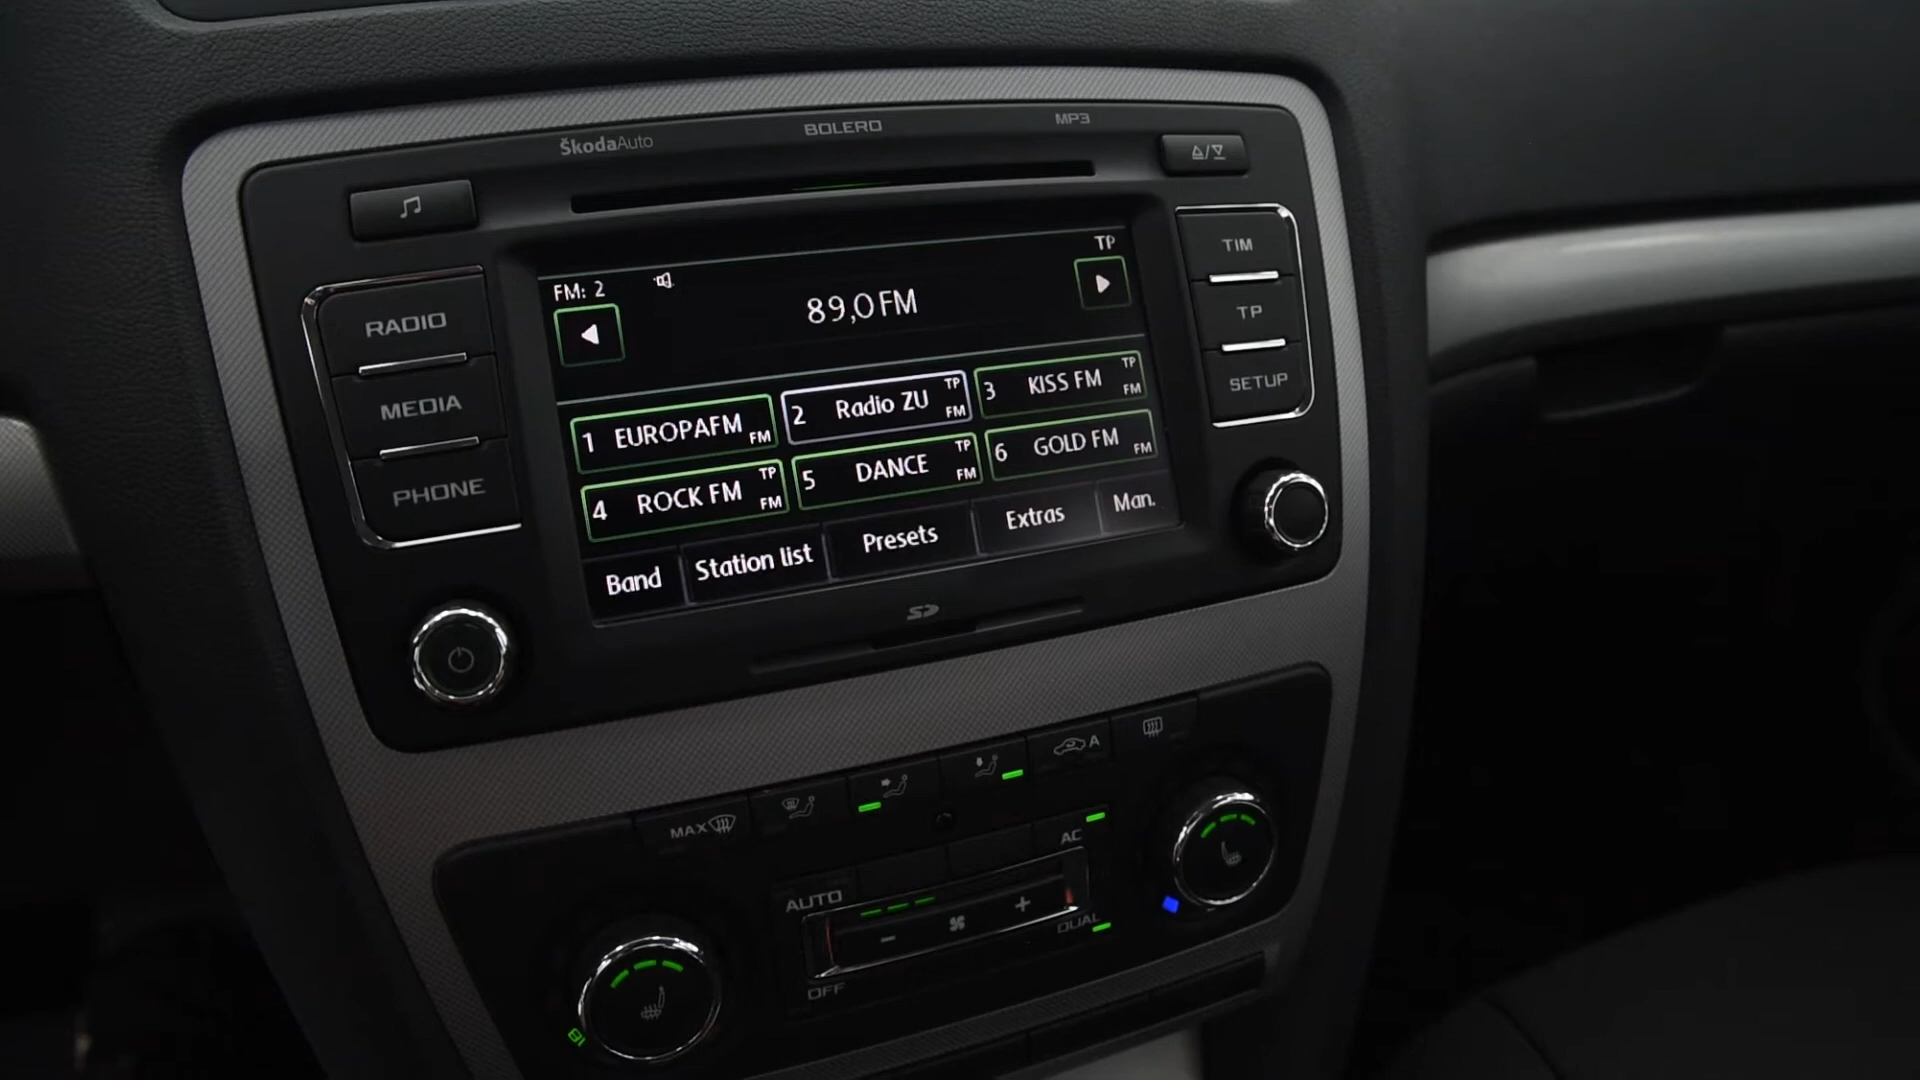 ŠkodaAuto
BOLERO
MP3
RADIO
MEDIA
PHONE
TIM
TP
SETUP
FM: 2
TP
89,0 FM
1 EUROPAFM FM
2 Radio ZU TP FM
3 KISS FM TP FM
4 ROCK FM TP FM
5 DANCE TP FM
6 GOLD FM FM
Band
Station list
Presets
Extras
Man.
SD
MAX
A
AC
AUTO
DUAL
OFF